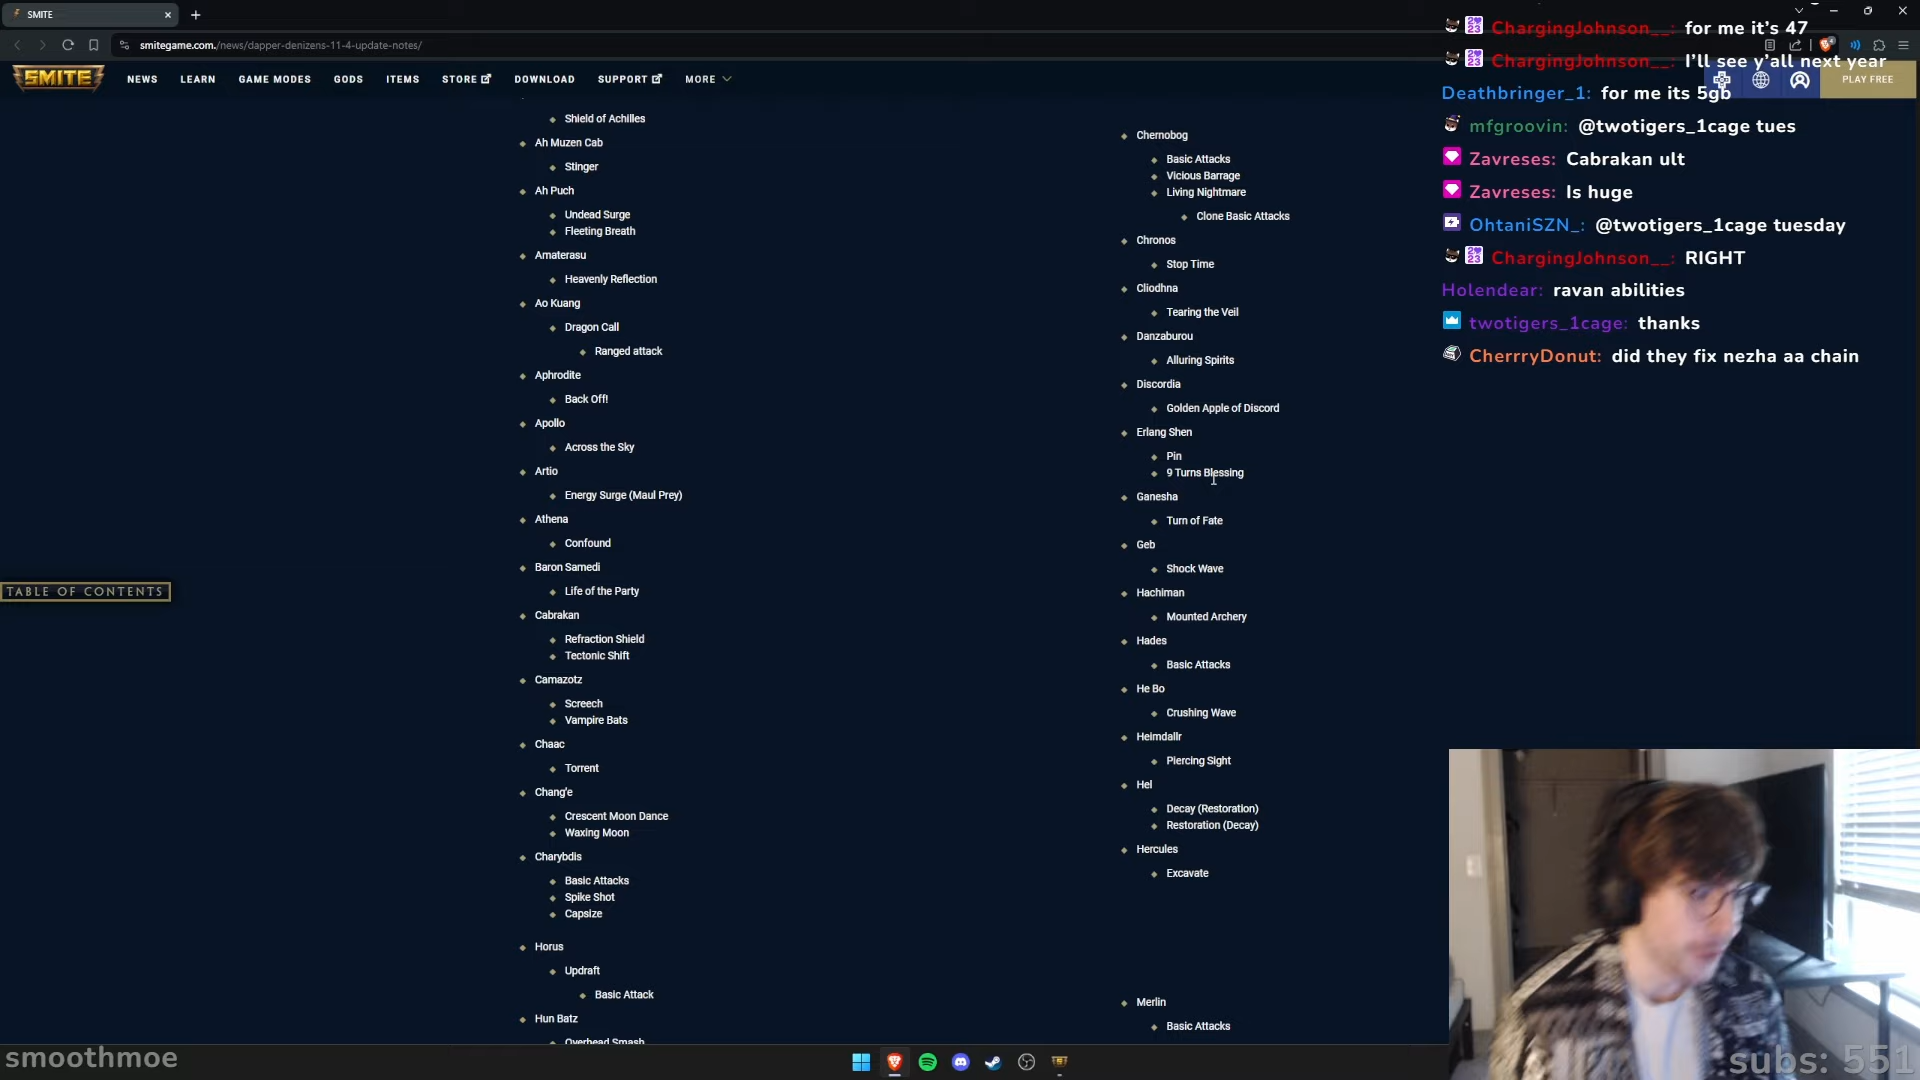 SMITE
smitegame.com/news/dapper-denizens-11-4-update-notes/
SMITE
NEWS
LEARN
GAME MODES
GODS
ITEMS
STORE
DOWNLOAD
SUPPORT
MORE
PLAY FREE
Shield of Achilles
Ah Muzen Cab
Stinger
Ah Puch
Undead Surge
Fleeting Breath
Amaterasu
Heavenly Reflection
Ao Kuang
Dragon Call
Ranged attack
Aphrodite
Back Off!
Apollo
Across the Sky
Artio
Energy Surge (Maul Prey)
Athena
Confound
Baron Samedi
Life of the Party
Cabrakan
Refraction Shield
Tectonic Shift
Camazotz
Screech
Vampire Bats
Chaac
Torrent
Chang'e
Crescent Moon Dance
Waxing Moon
Charybdis
Basic Attacks
Spike Shot
Capsize
Horus
Updraft
Basic Attack
Hun Batz
Overhead Smash
Chernobog
Basic Attacks
Vicious Barrage
Living Nightmare
Clone Basic Attacks
Chronos
Stop Time
Cliodhna
Tearing the Veil
Danzaburou
Alluring Spirits
Discordia
Golden Apple of Discord
Erlang Shen
Pin
9 Turns Blessing
Ganesha
Turn of Fate
Geb
Shock Wave
Hachiman
Mounted Archery
Hades
Basic Attacks
He Bo
Crushing Wave
Heimdallr
Piercing Sight
Hel
Decay (Restoration)
Restoration (Decay)
Hercules
Excavate
Merlin
Basic Attacks
TABLE OF CONTENTS
ChargingJohnson__: for me it's 47
ChargingJohnson__: I'll see y'all next year
Deathbringer_1: for me its 5gb
mfgroovin: @twotigers_1cage tues
Zavreses: Cabrakan ult
Zavreses: Is huge
OhtaniSZN_: @twotigers_1cage tuesday
ChargingJohnson__: RIGHT
Holendear: ravan abilities
twotigers_1cage: thanks
CherrryDonut: did they fix nezha aa chain
smoothmoe
subs: 551